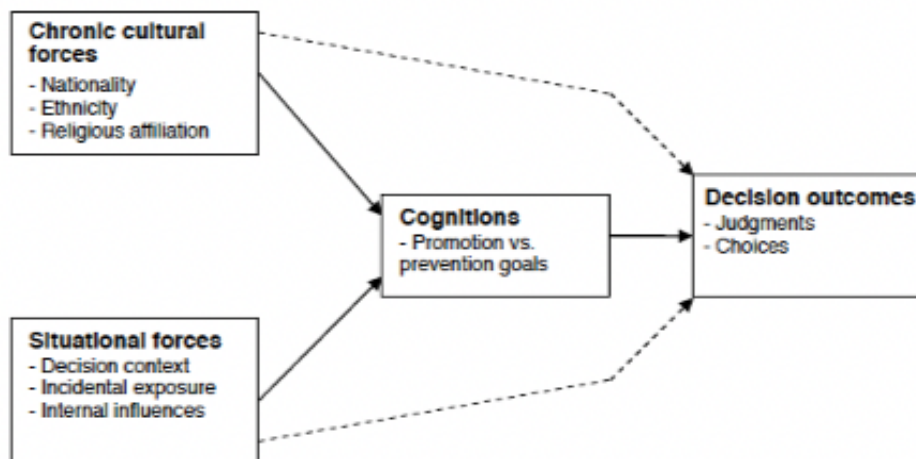 Chronic cultural
forces
- Nationality
- Ethnicity
- Religious affiliation
Cognitions
- Promotion vs.
prevention goals
Decision outcomes
- Judgments
- Choices
Situational forces
- Decision context
- Incidental exposure
- Internal influences